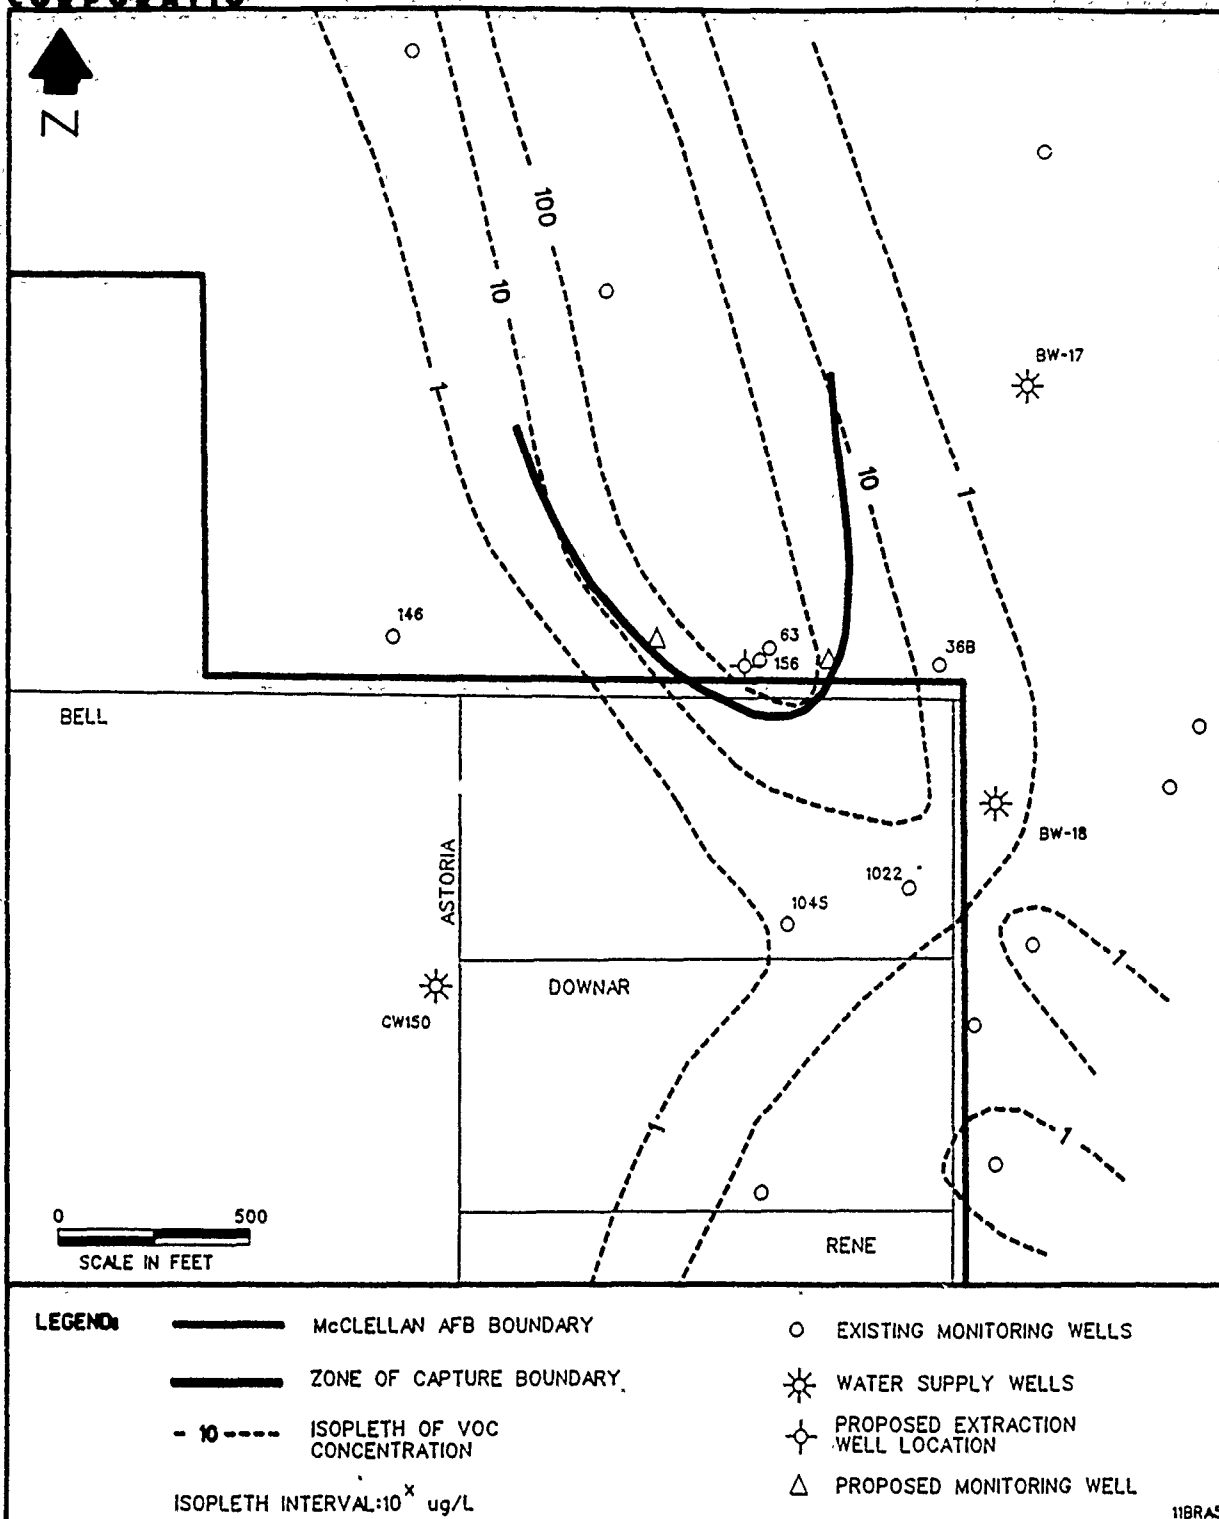 CORPORATIO
N
100
10
1
BW-17
10
1
146
63
156
36B
BELL
BW-18
ASTORIA
1022
1045
1
DOWNAR
CW150
1
1
0 500
SCALE IN FEET
RENE
LEGEND:
McCLELLAN AFB BOUNDARY
ZONE OF CAPTURE BOUNDARY
- 10 ---- ISOPLETH OF VOC
CONCENTRATION
ISOPLETH INTERVAL:10^x ug/L
EXISTING MONITORING WELLS
WATER SUPPLY WELLS
PROPOSED EXTRACTION
WELL LOCATION
PROPOSED MONITORING WELL
11BRA5